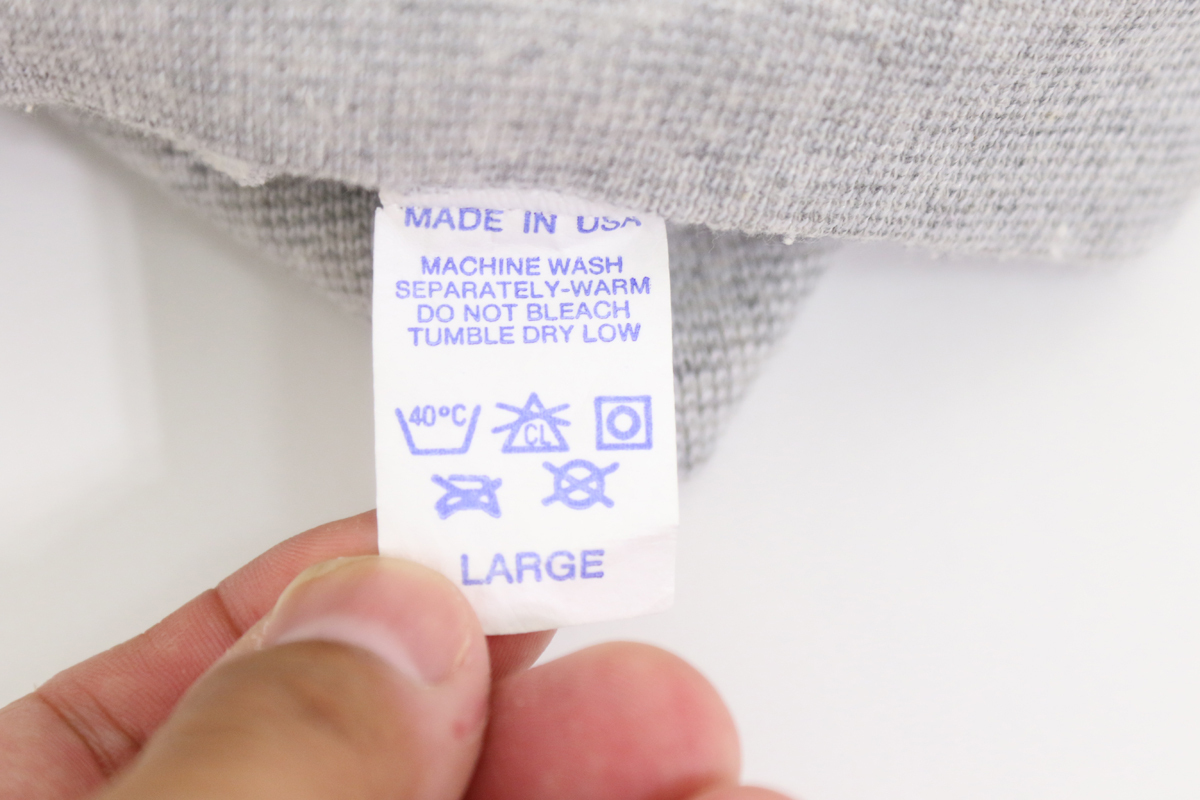 MADE IN USA
MACHINE WASH
SEPARATELY-WARM
DO NOT BLEACH
TUMBLE DRY LOW
40°C CL
LARGE